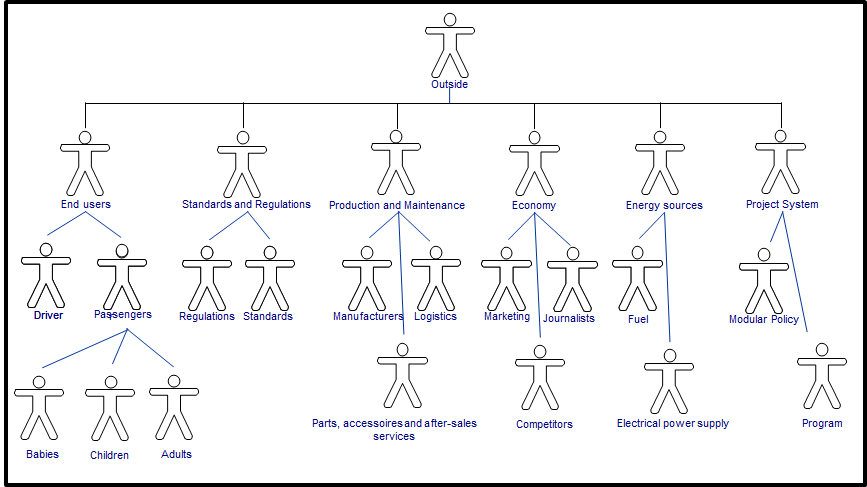 Outside
End users
Standards and Regulations
Production and Maintenance
Economy
Energy sources
Project System
Driver
Passengers
Regulations
Standards
Manufacturers
Logistics
Marketing
Journalists
Fuel
Modular Policy
Parts, accessoires and after-sales
services
Competitors
Electrical power supply
Program
Babies
Children
Adults